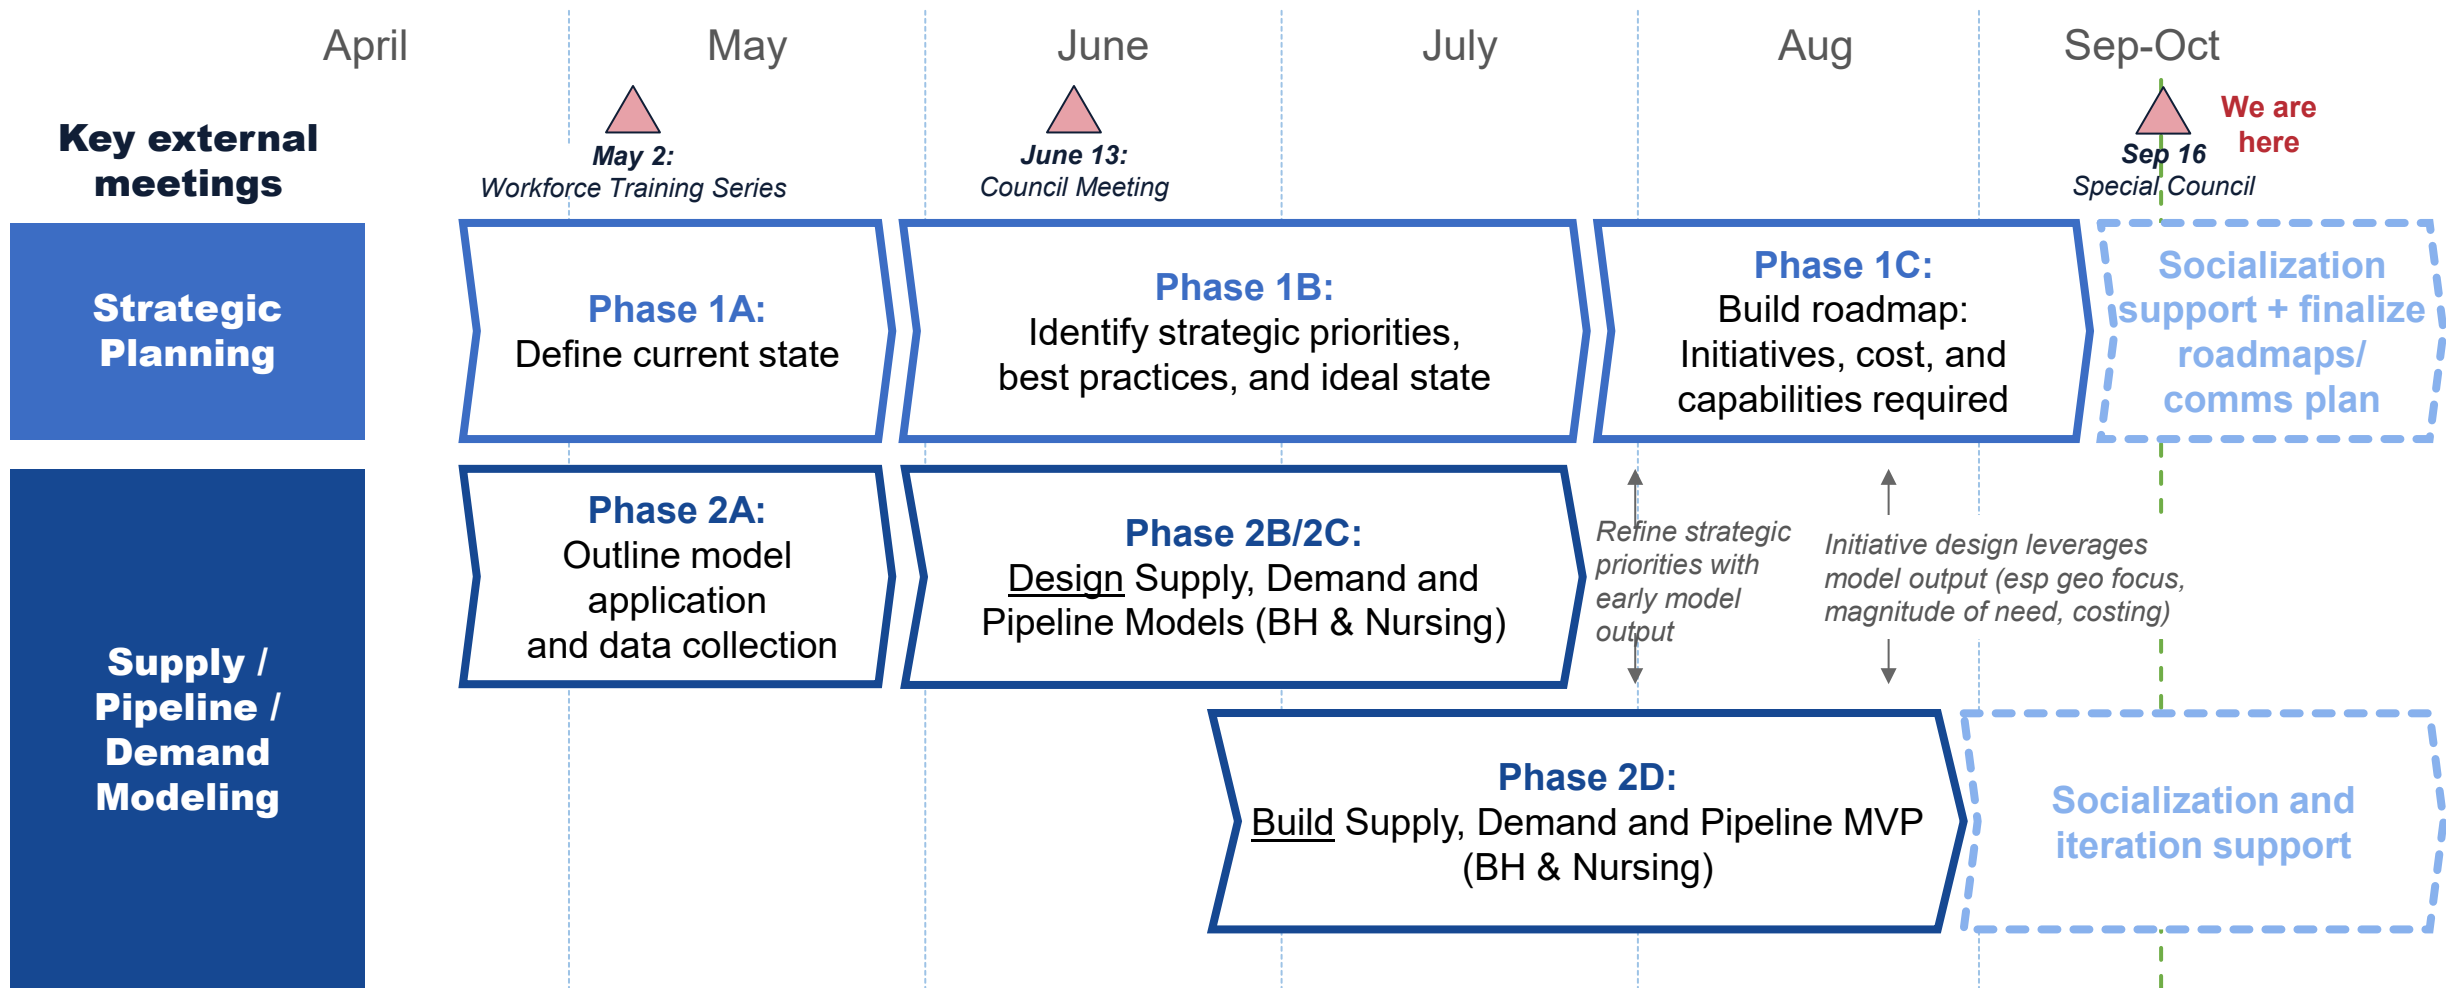 April
May
June
July
Aug
Sep-Oct
Key external
meetings
May 2:
Workforce Training Series
June 13:
Council Meeting
Sep 16
Special Council
We are
here
Strategic
Planning
Phase 1A:
Define current state
Phase 1B:
Identify strategic priorities,
best practices, and ideal state
Phase 1C:
Build roadmap:
Initiatives, cost, and
capabilities required
Socialization
support + finalize
roadmaps/
comms plan
Supply /
Pipeline /
Demand
Modeling
Phase 2A:
Outline model
application
and data collection
Phase 2B/2C:
Design Supply, Demand and
Pipeline Models (BH & Nursing)
Refine strategic
priorities with
early model
output
Initiative design leverages
model output (esp geo focus,
magnitude of need, costing)
Phase 2D:
Build Supply, Demand and Pipeline MVP
(BH & Nursing)
Socialization and
iteration support